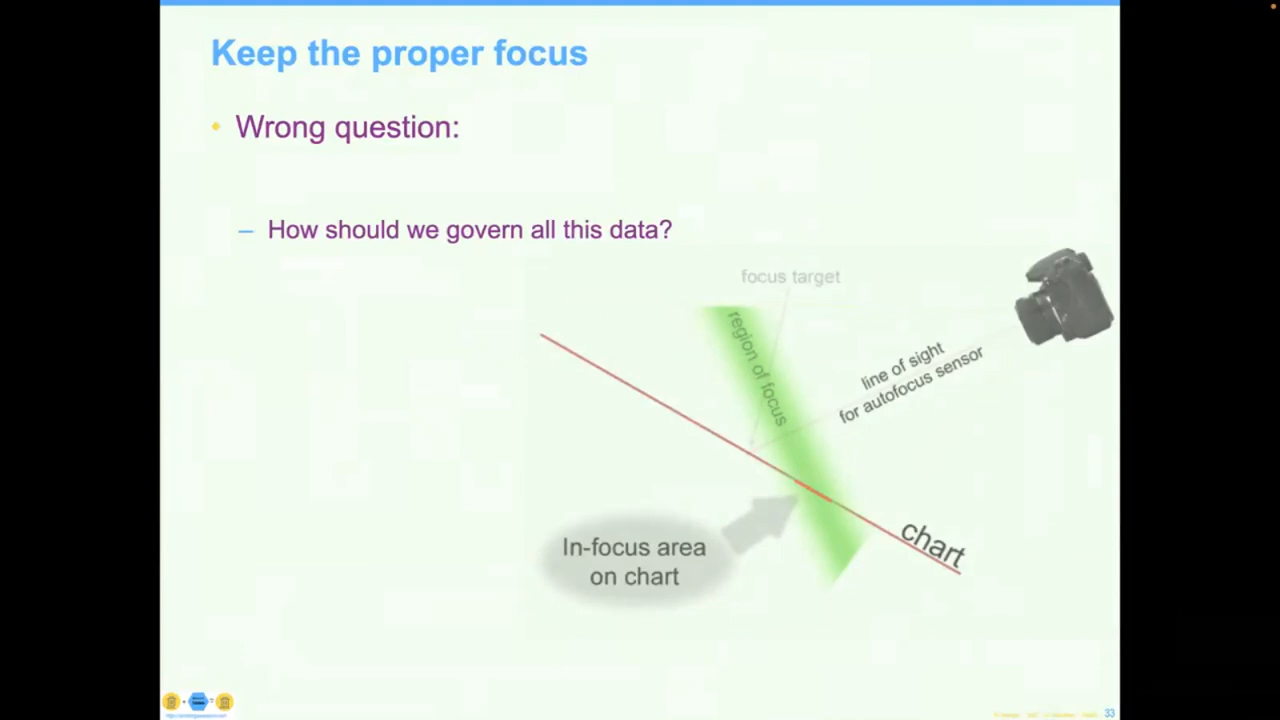 Keep the proper focus
• Wrong question:
– How should we govern all this data?
focus target
region of focus
line of sight
for autofocus sensor
In-focus area
on chart
chart
33